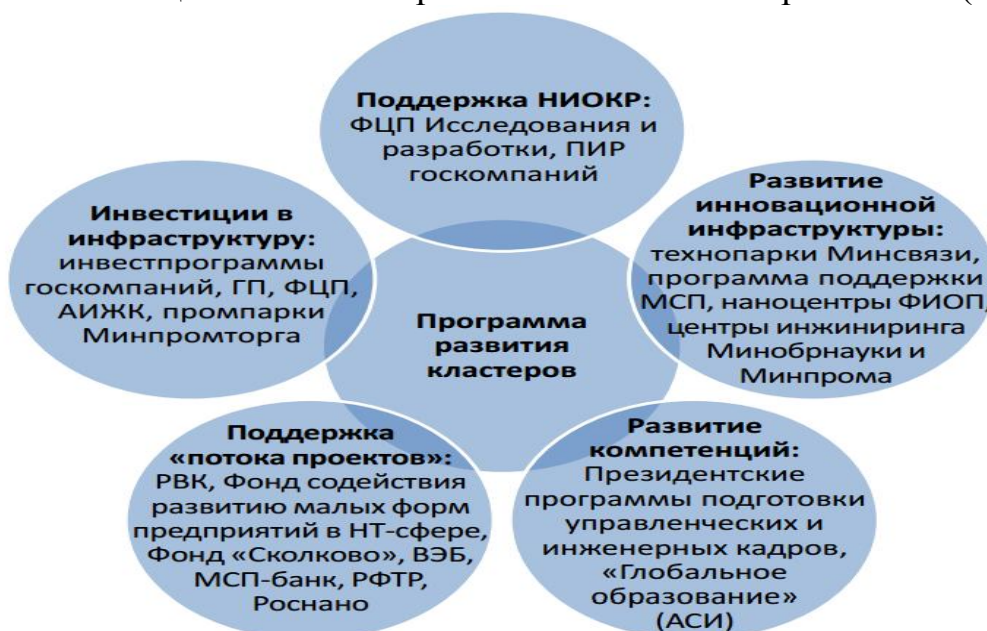 Поддержка НИОКР:
ФЦП Исследования и
разработки, ПИР
госкомпаний
Инвестиции в
инфраструктуру:
инвестпрограммы
госкомпаний, ГП, ФЦП,
АИЖК, промпарки
Минпромторга
Развитие
инновационной
инфраструктуры:
технопарки Минсвязи,
программа поддержки
МСП, наноцентры ФИОП,
центры инжиниринга
Минобрнауки и
Минпрома
Программа
развития
кластеров
Поддержка
«потока проектов»:
РВК, Фонд содействия
развитию малых форм
предприятий в НТ-сфере,
Фонд «Сколково», ВЭБ,
МСП-банк, РФТР,
Роснано
Развитие
компетенций:
Президентские
программы подготовки
управленческих и
инженерных кадров,
«Глобальное
образование»
(АСИ)